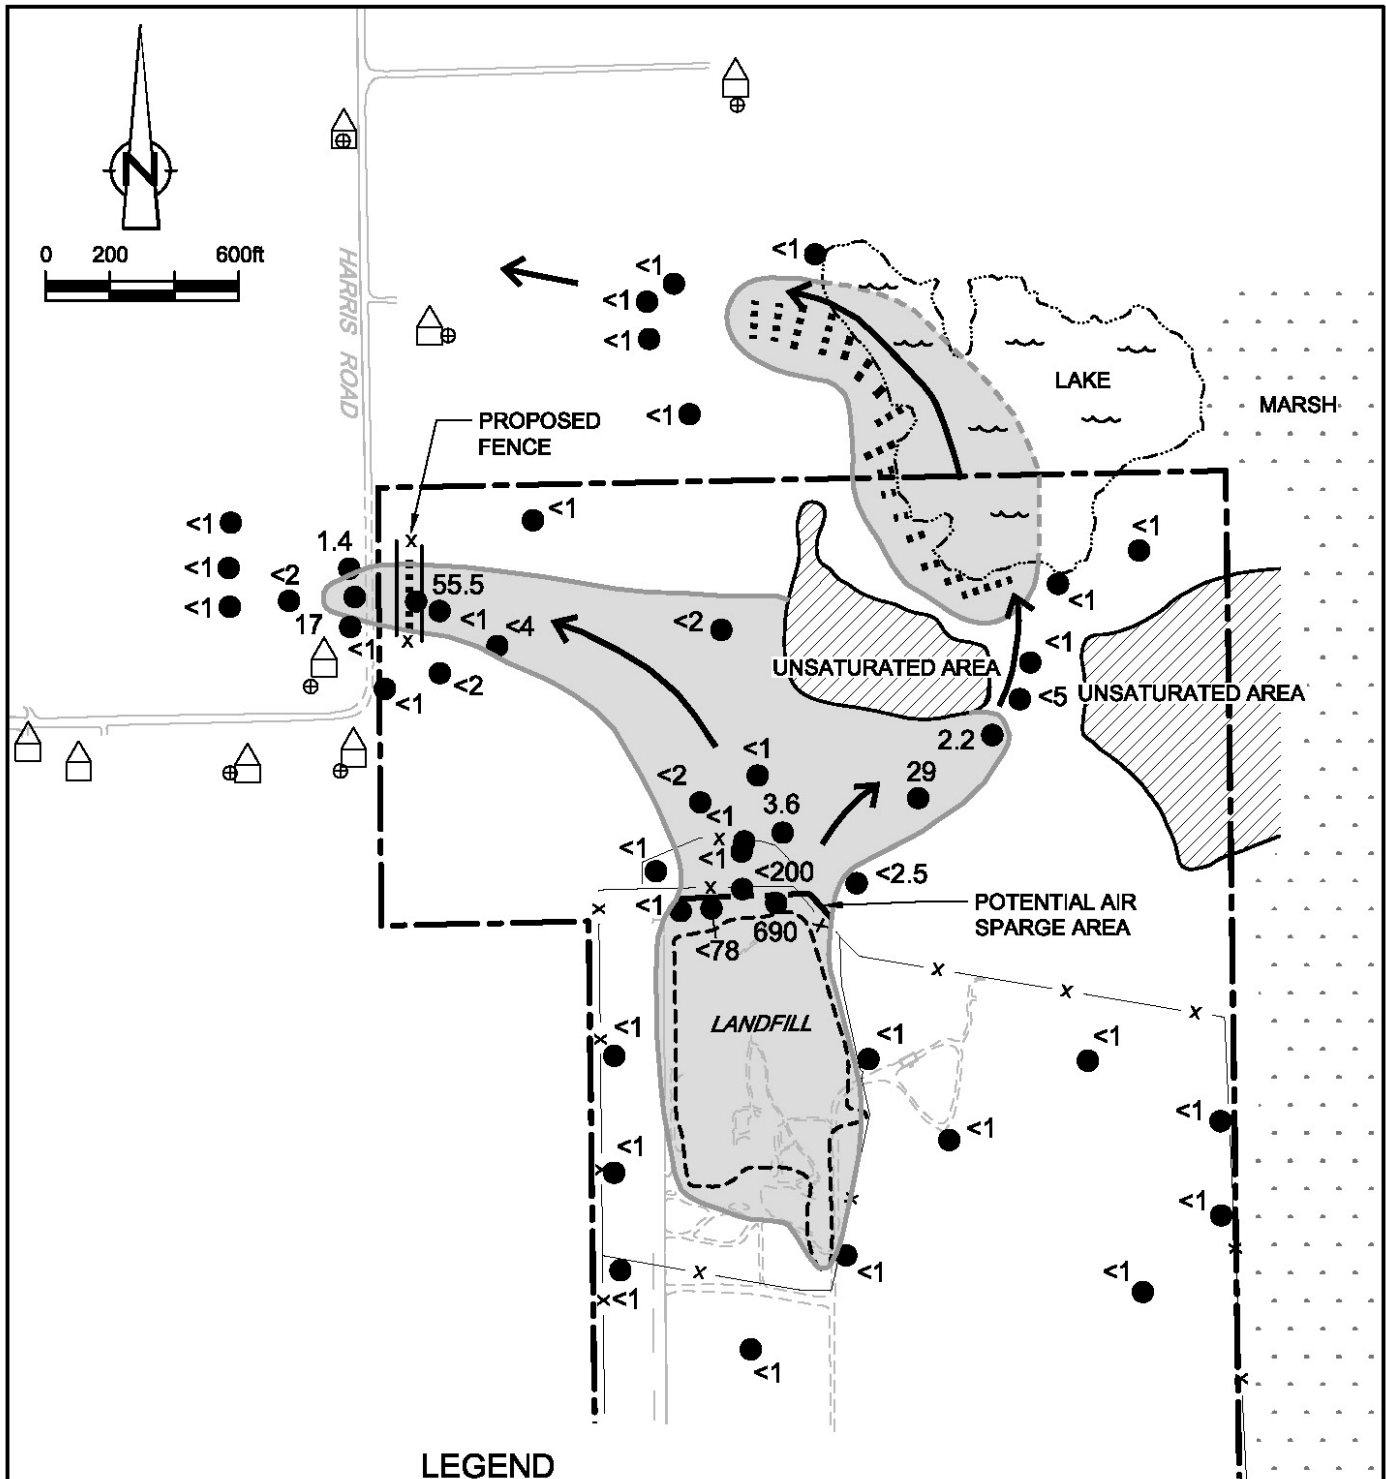 <1
N
0 200 600ft
<1
<1
<1
HARRIS ROAD
LAKE
MARSH
<1
PROPOSED
FENCE
<1
<1
<1
1.4
<1
<2
55.5
<1
<1
17
<1
<4
<2
<1
<1
UNSATURATED AREA
<2
<1
<5
UNSATURATED AREA
2.2
<1
<2
29
3.6
<1
x
<1
<1
<200
<2.5
x
POTENTIAL AIR
SPARGE AREA
<1
<78
690
x
x
x
x
x
x
LANDFILL
<1
x
<1
<1
<1
<1
<1
x
<1
x
x
<1
x
<1
<1
x
<1
x
<1
LEGEND